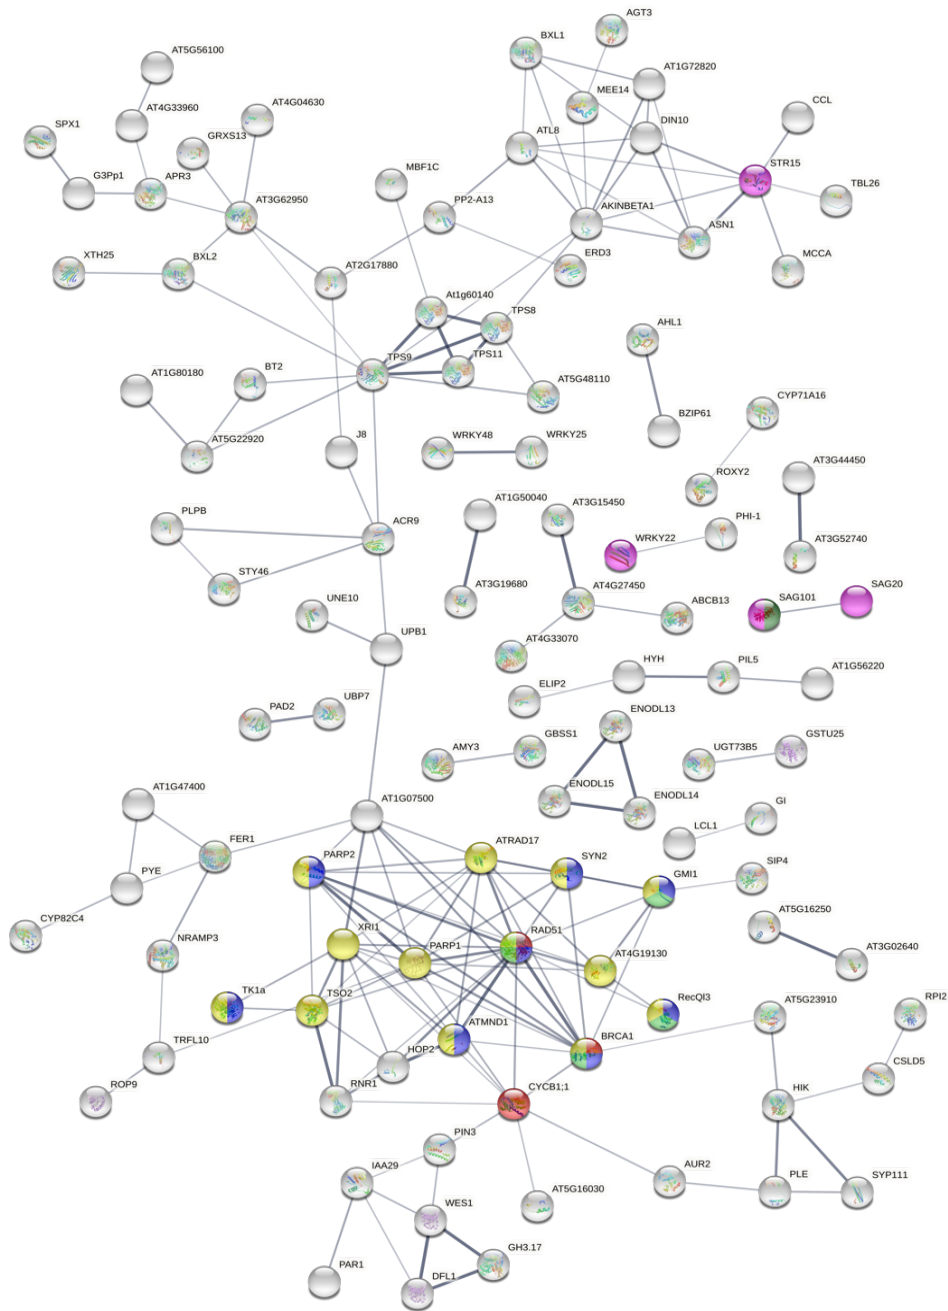 AGT3
BXL1
AT5G56100
AT1G72820
MEE14
CCL
AT4G33960
AT4G04630
SPX1
GRXS13
DIN10
ATL8
STR15
MBF1C
G3Pp1
APR3
TBL26
AT3G62950
PP2-A13
AKINBETA1
ASN1
XTH25
BXL2
ERD3
MCCA
AT2G17880
At1g60140
TPS8
AHL1
TPS9
TPS11
AT1G80180
BT2
AT5G48110
CYP71A16
BZIP61
AT5G22920
J8
WRKY48
WRKY25
AT3G44450
ROXY2
AT1G50040
AT3G15450
PLPB
ACR9
WRKY22
PHI-1
AT3G52740
STY46
AT3G19680
AT4G27450
SAG20
UNE10
ABCB13
SAG101
UPB1
AT4G33070
HYH
PIL5
AT1G56220
ELIP2
PAD2
UBP7
ENODL13
AMY3
GBSS1
UGT73B5
GSTU25
ENODL15
ENODL14
AT1G47400
AT1G07500
GI
LCL1
FER1
PARP2
ATRAD17
SYN2
SIP4
PYE
GMI1
CYP82C4
AT5G16250
NRAMP3
XRI1
PARP1
RAD51
AT4G19130
AT3G02640
TK1a
TSO2
RecQl3
RPI2
ATMND1
BRCA1
AT5G23910
TRFL10
HOP2
CSLD5
ROP9
RNR1
CYCB1;1
HIK
PIN3
IAA29
AUR2
PLE
SYP111
AT5G16030
WES1
PAR1
GH3.17
DFL1